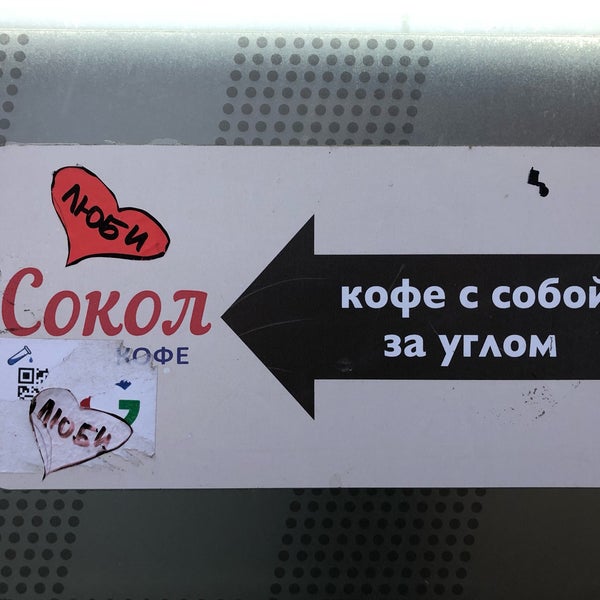 ЛЮБИ
Сокол
КОФЕ
кофе с собой
за углом
ЛЮБИ